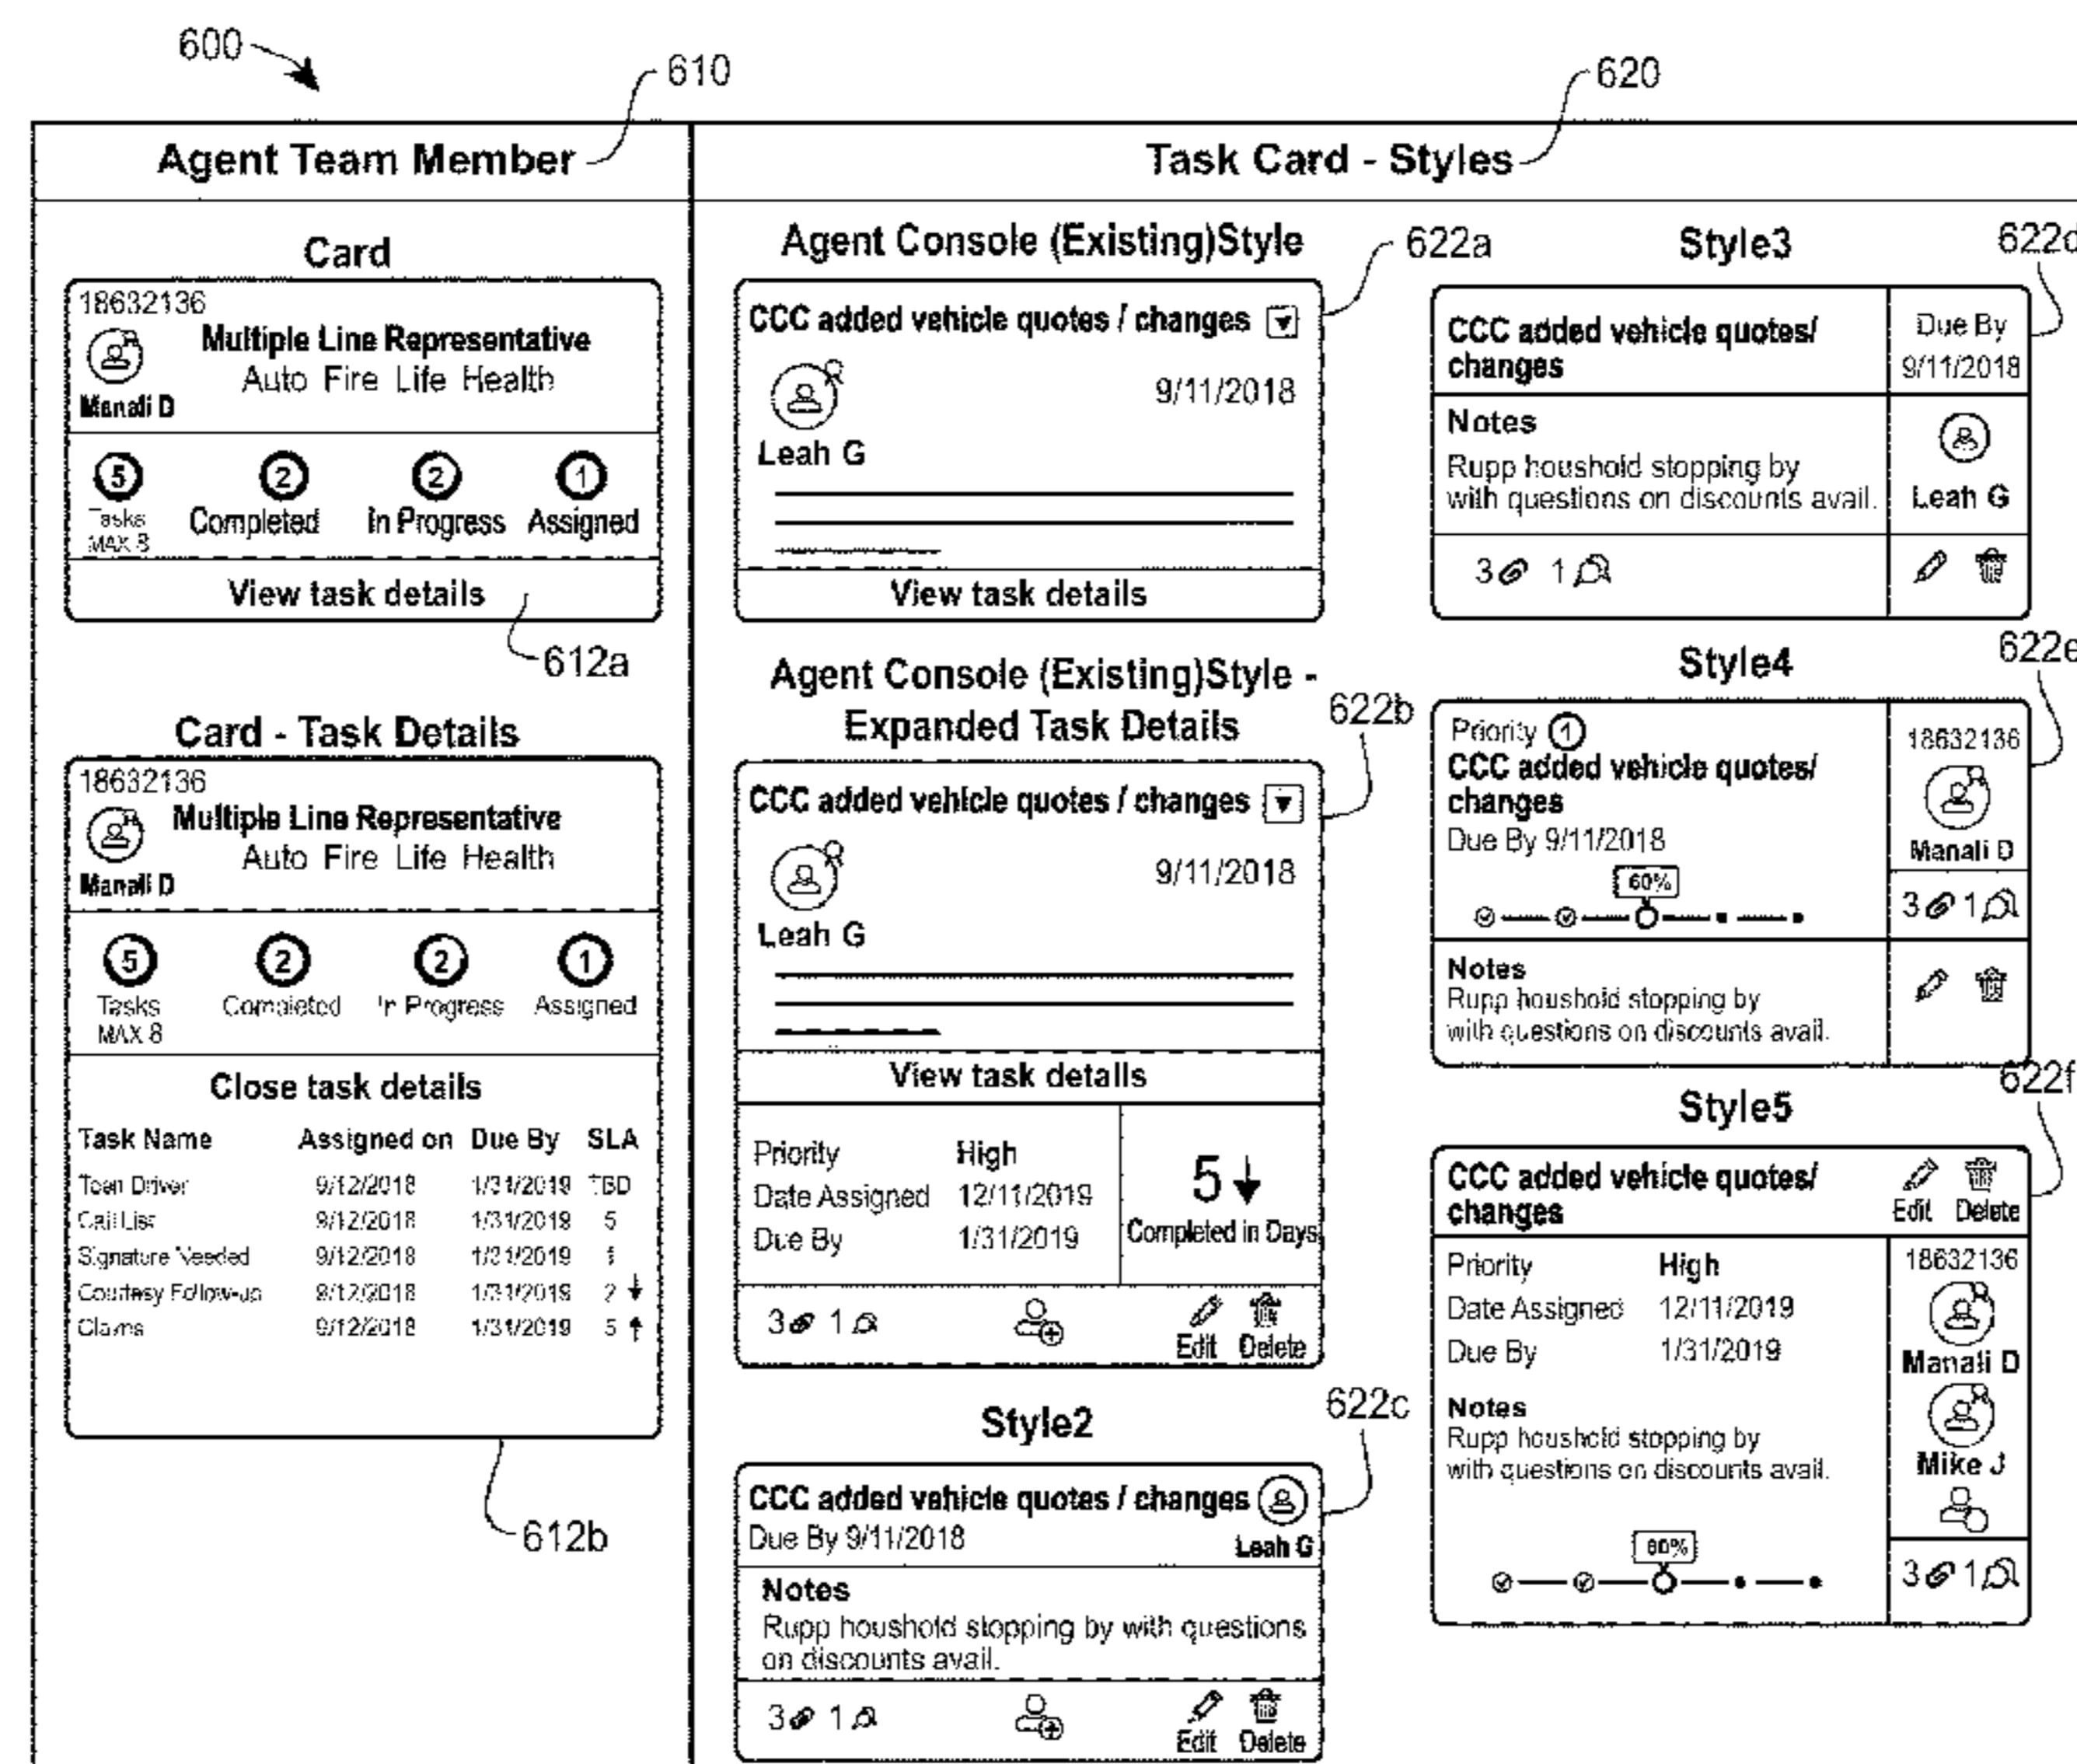 600
610
620
Agent Team Member
Task Card - Styles
Card
18632136
Multiple Line Representative
Auto Fire Life Health
Manali D
5 2 2 1
Tasks Completed In Progress Assigned
MAX 8
View task details
612a
Card - Task Details
18632136
Multiple Line Representative
Auto Fire Life Health
Manali D
5 2 2 1
Tasks Completed In Progress Assigned
MAX 8
Close task details
Task Name Assigned on Due By SLA
Teen Driver 9/12/2018 1/31/2019 TBD
Call List 9/12/2018 1/31/2019 5
Signature Needed 9/12/2018 1/31/2019 1
Courtesy Follow-up 9/12/2018 1/31/2019 2
Claims 9/12/2018 1/31/2019 5
612b
Agent Console (Existing)Style
622a
CCC added vehicle quotes / changes
9/11/2018
Leah G
View task details
Agent Console (Existing)Style -
Expanded Task Details
622b
CCC added vehicle quotes / changes
9/11/2018
Leah G
View task details
Priority High
Date Assigned 12/11/2019
Due By 1/31/2019
5
Completed in Days
3 1
Edit Delete
Style2
622c
CCC added vehicle quotes / changes
Due By 9/11/2018
Leah G
Notes
Rupp houshold stopping by with questions
on discounts avail.
3 1
Edit Delete
Style3
622d
CCC added vehicle quotes/
changes
Due By
9/11/2018
Notes
Rupp houshold stopping by
with questions on discounts avail.
Leah G
3 1
Style4
622e
Priority 1
CCC added vehicle quotes/
changes
Due By 9/11/2018
60%
18632136
Manali D
3 1
Notes
Rupp houshold stopping by
with questions on discounts avail.
Style5
622f
CCC added vehicle quotes/
changes
Edit Delete
Priority High
Date Assigned 12/11/2019
Due By 1/31/2019
Notes
Rupp houshold stopping by
with questions on discounts avail.
60%
18632136
Manali D
Mike J
3 1